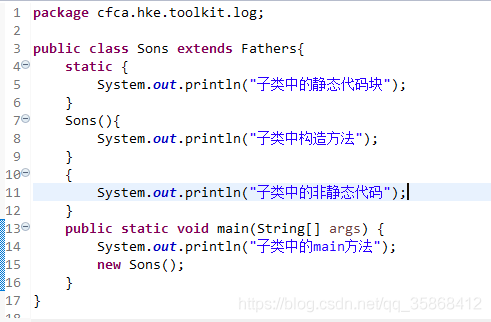 1 package cfca.hke.toolkit.log;
2
3 public class Sons extends Fathers{
4 static {
5 System.out.println("子类中的静态代码块");
6 }
7 Sons(){
8 System.out.println("子类中构造方法");
9 }
10 {
11 System.out.println("子类中的非静态代码");
12 }
13 public static void main(String[] args) {
14 System.out.println("子类中的main方法");
15 new Sons();
16 }
17 }
18
https://blog.csdn.net/qq_35868412